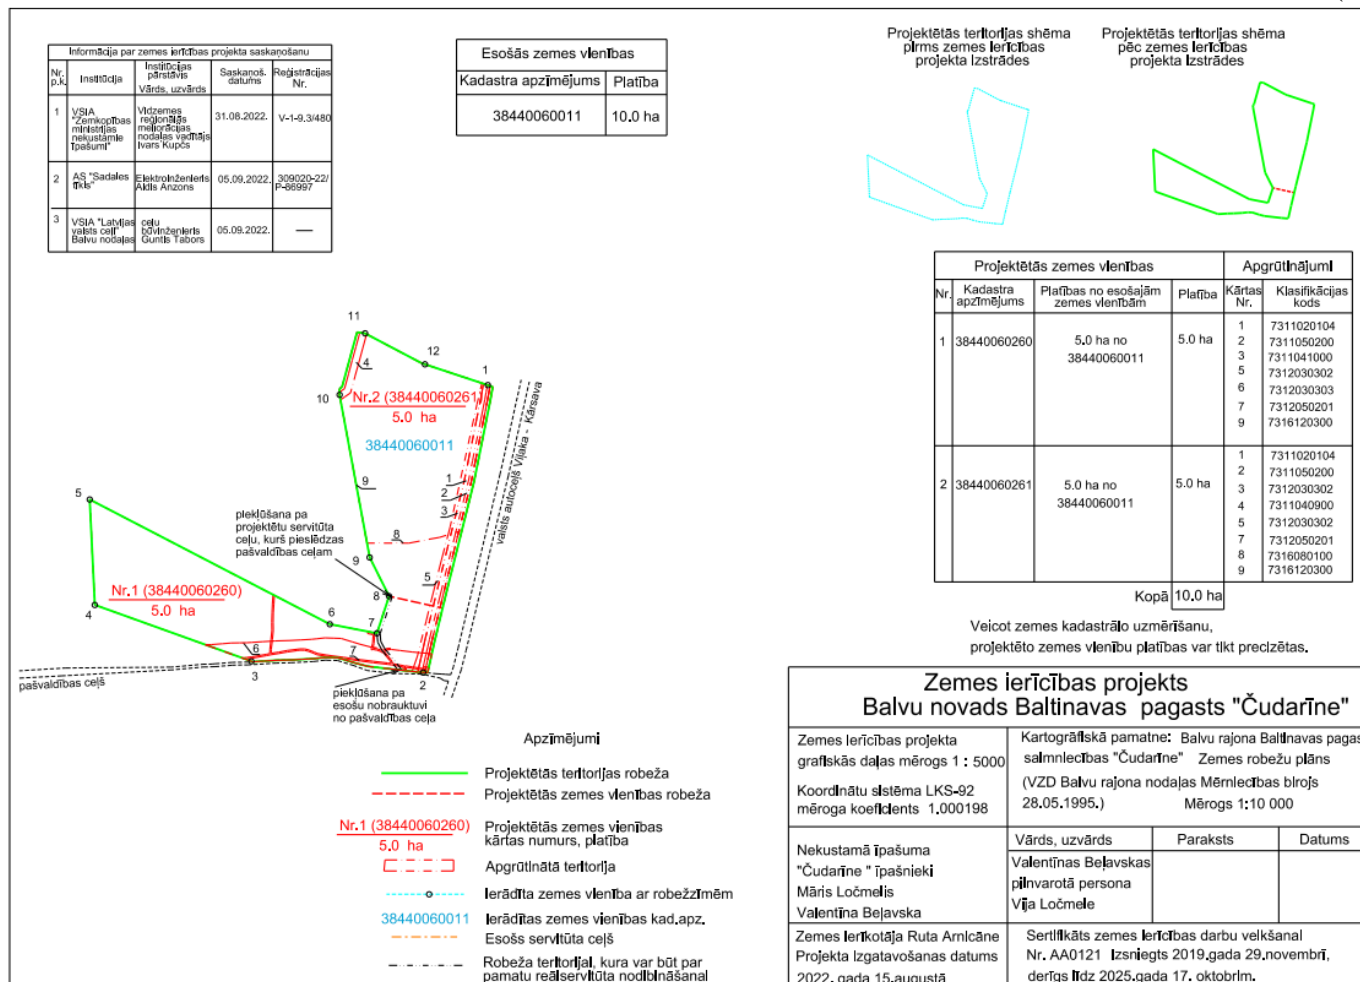 Informācija par zemes ierīcības projekta saskaņošanu
Nr. p.k. Institūcija Institūcijas pārstāvis Vārds, uzvārds Saskaņoš. datums Reģistrācijas Nr.
1 VSIA "Zemkopības ministrijas nekustamie īpašumi" Vidzemes reģionālās meliorācijas nodaļas vadītājs Ivars Kupčs 31.08.2022. V-1-9.3/480
2 AS "Sadales tīkls" Elektroinženieris Aldis Anzons 05.09.2022. 309020-22/P-86997
3 VSIA "Latvijas valsts ceļi" Balvu nodaļas ceļu būvinženieris Guntis Tabors 05.09.2022. —
Esošās zemes vienības
Kadastra apzīmējums Platība
38440060011 10.0 ha
Projektētās teritorijas shēma
pirms zemes ierīcības
projekta izstrādes
Projektētās teritorijas shēma
pēc zemes ierīcības
projekta izstrādes
Projektētās zemes vienības Apgrūtinājumi
Nr. Kadastra apzīmējums Platības no esošajām zemes vienībām Platība Kārtas Nr. Klasifikācijas kods
1 38440060260 5.0 ha no 38440060011 5.0 ha
1 7311020104
2 7311050200
3 7311041000
5 7312030302
6 7312030303
7 7312050201
9 7316120300
2 38440060261 5.0 ha no 38440060011 5.0 ha
1 7311020104
2 7311050200
3 7312030302
4 7311040900
5 7312030302
7 7312050201
8 7316080100
9 7316120300
Kopā 10.0 ha
Veicot zemes kadastrālo uzmērīšanu,
projektēto zemes vienību platības var tikt precizētas.
11
12
4
1
10
Nr.2 (38440060261)
5.0 ha
38440060011
9
1
2
3
valsts autoceļš Viļaka - Kārsava
5
piekļūšana pa
projektētu servitūta
ceļu, kurš pieslēdzas
pašvaldības ceļam
8
9
5
8
Nr.1 (38440060260)
5.0 ha
4
6
7
6
7
3
2
pašvaldības ceļš
piekļūšana pa
esošu nobrauktuvi
no pašvaldības ceļa
Apzīmējumi
Projektētās teritorijas robeža
Projektētās zemes vienības robeža
Nr.1 (38440060260)
5.0 ha
Projektētās zemes vienības
kārtas numurs, platība
Apgrūtinātā teritorija
Ierādīta zemes vienība ar robežzīmēm
38440060011 Ierādītas zemes vienības kad.apz.
Esošs servitūta ceļš
Robeža teritorijai, kura var būt par
pamatu reālservitūta nodibināšanai
Zemes ierīcības projekts
Balvu novads Baltinavas pagasts "Čudarīne"
Zemes ierīcības projekta
grafiskās daļas mērogs 1 : 5000
Koordinātu sistēma LKS-92
mēroga koeficients 1.000198
Kartogrāfiskā pamatne: Balvu rajona Baltinavas pagas
saimniecības "Čudarīne" Zemes robežu plāns
(VZD Balvu rajona nodaļas Mērniecības birojs
28.05.1995.) Mērogs 1:10 000
Nekustamā īpašuma
"Čudarīne " īpašnieki
Māris Ločmelis
Valentīna Beļavska
Vārds, uzvārds Paraksts Datums
Valentīnas Beļavskas
pilnvarotā persona
Vija Ločmele
Zemes ierīkotāja Ruta Arnicāne
Projekta izgatavošanas datums
2022. gada 15.augustā
Sertifikāts zemes ierīcības darbu veikšanai
Nr. AA0121 Izsniegts 2019.gada 29.novembrī,
derīgs līdz 2025.gada 17. oktobrim.